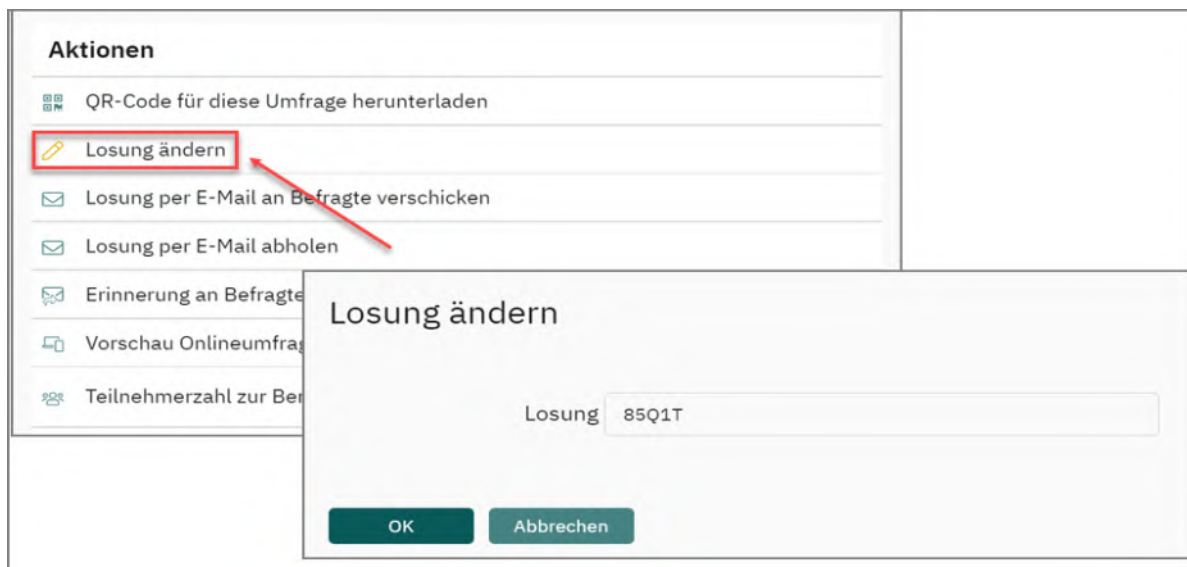 Aktionen
QR-Code für diese Umfrage herunterladen
Losung ändern
Losung per E-Mail an Befragte verschicken
Losung per E-Mail abholen
Erinnerung an Befragte
Vorschau Onlineumfrag
Teilnehmerzahl zur Ber
Losung ändern
Losung 85Q1T
OK Abbrechen